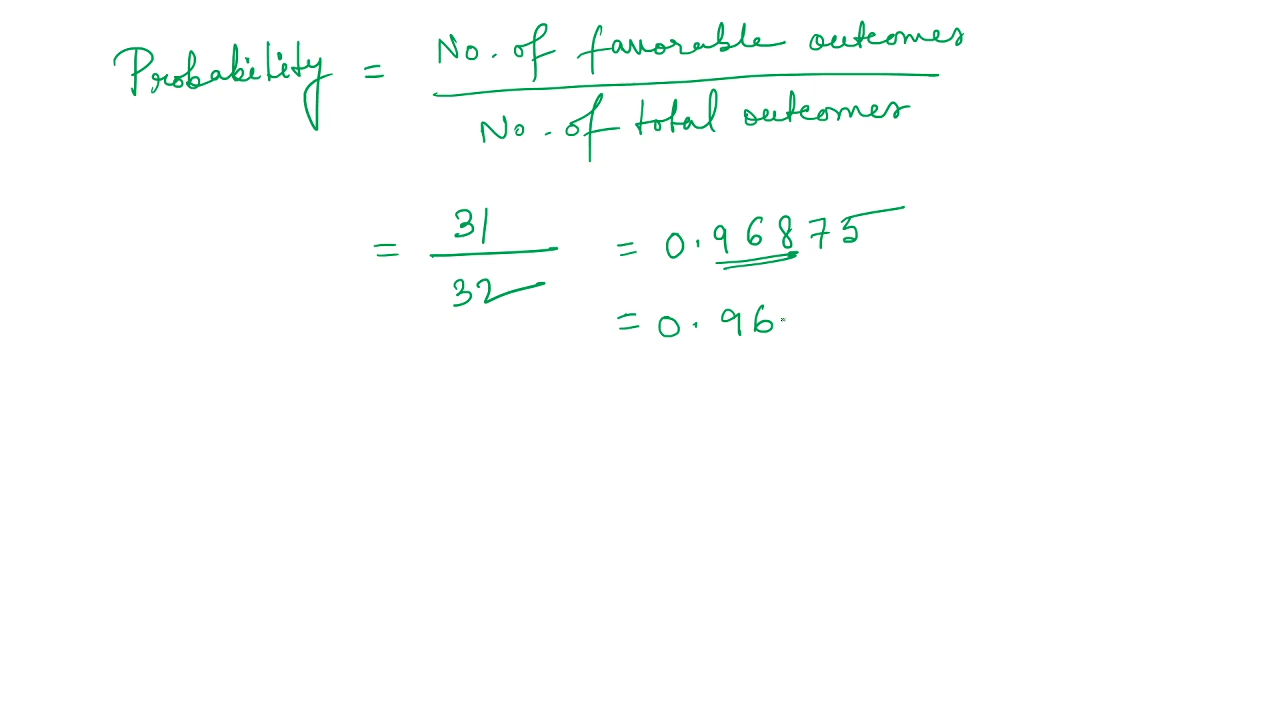 Probability = No. of favorable outcomes
No. of total outcomes
= 31 = 0.96875
32
= 0.96